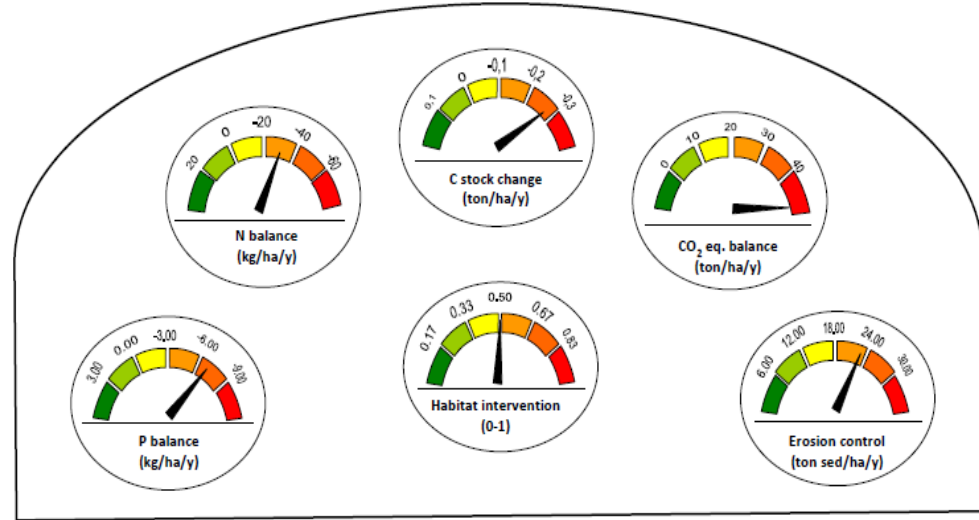 20 0 -20 -40 -60
N balance
(kg/ha/y)
0.1 0 -0,1 -0,2 -0,3
C stock change
(ton/ha/y)
0 10 20 30 40
CO₂ eq. balance
(ton/ha/y)
3.00 0.00 -3.00 -6.00 -9.00
P balance
(kg/ha/y)
0.17 0.33 0.50 0.67 0.83
Habitat intervention
(0-1)
6.00 12.00 18.00 24.00 30.00
Erosion control
(ton sed/ha/y)